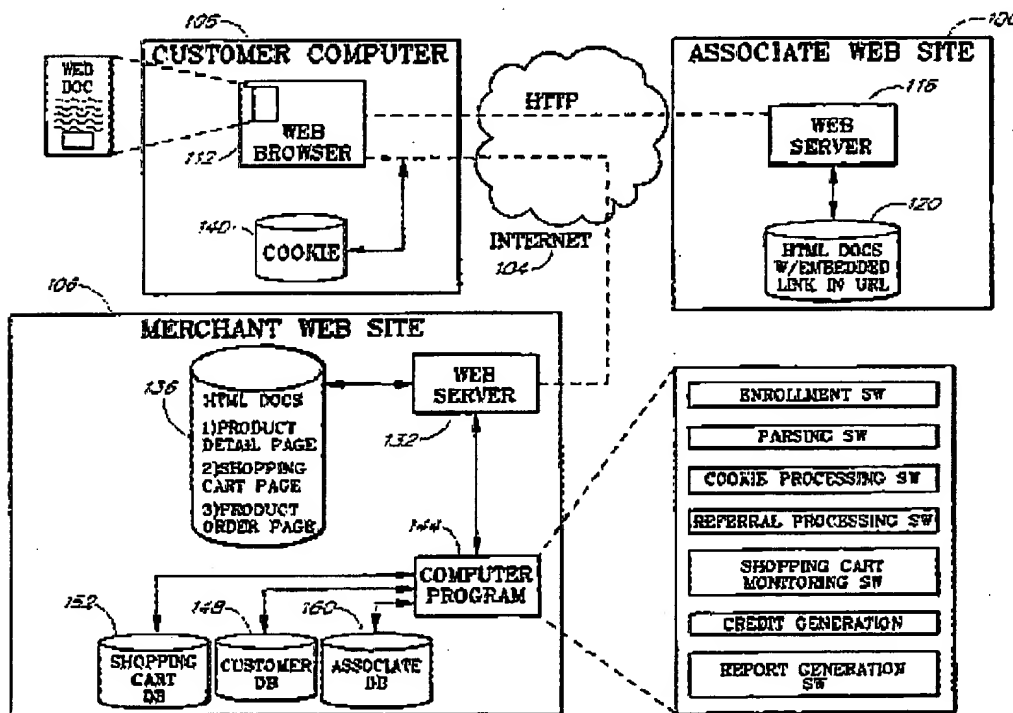 105
CUSTOMER COMPUTER
WEB
DOC
WEB
BROWSER
112
140
COOKIE
HTTP
INTERNET
104
100
ASSOCIATE WEB SITE
116
WEB
SERVER
120
HTML DOCS
W/EMBEDDED
LINK IN URL
108
MERCHANT WEB SITE
136
HTML DOCS
1)PRODUCT
DETAIL PAGE
2)SHOPPING
CART PAGE
3)PRODUCT
ORDER PAGE
WEB
SERVER
132
144
COMPUTER
PROGRAM
152
SHOPPING
CART
DB
148
CUSTOMER
DB
160
ASSOCIATE
DB
ENROLLMENT SW
PARSING SW
COOKIE PROCESSING SW
REFERRAL PROCESSING SW
SHOPPING CART
MONITORING SW
CREDIT GENERATION
REPORT GENERATION
SW